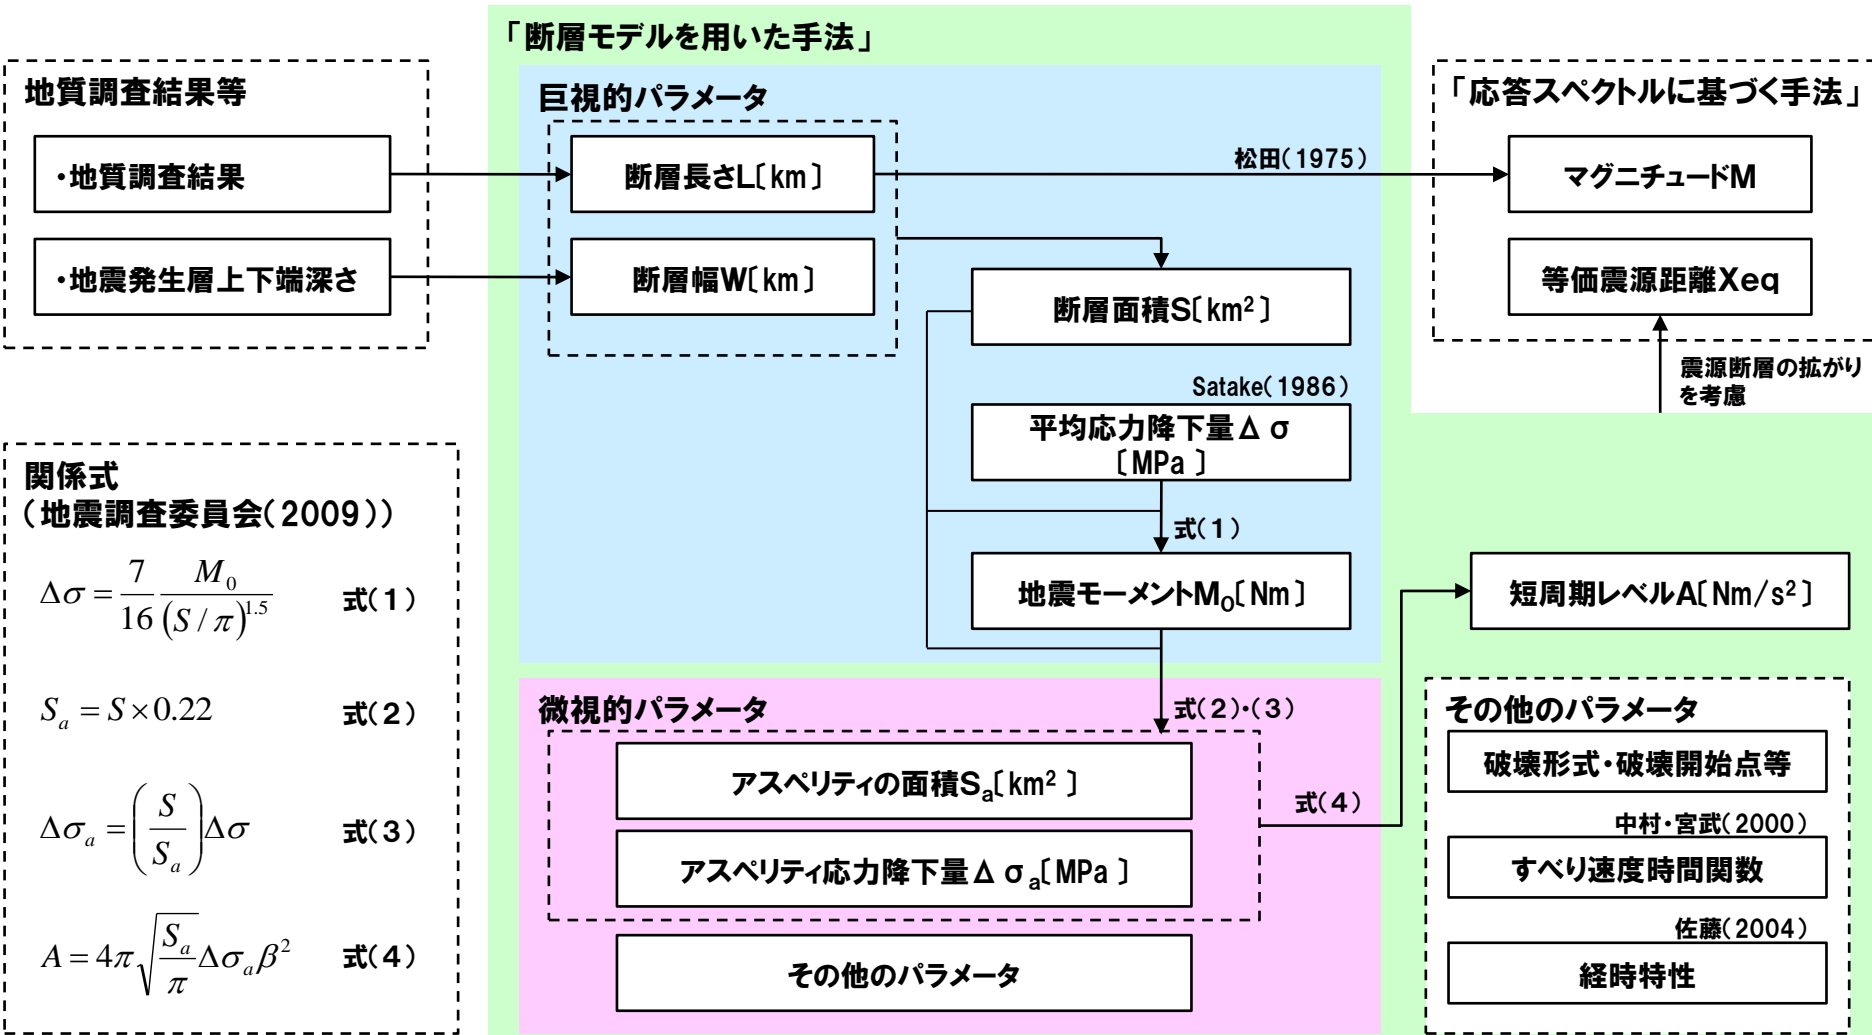 「断層モデルを用いた手法」
地質調査結果等
・地質調査結果
・地震発生層上下端深さ
巨視的パラメータ
断層長さL〔km〕
断層幅W〔km〕
松田（1975）
断層面積S〔km²〕
Satake（1986）
平均応力降下量Δσ
〔MPa〕
式（1）
地震モーメントM₀〔Nm〕
「応答スペクトルに基づく手法」
マグニチュードM
等価震源距離Xeq
震源断層の拡がり
を考慮
関係式
（地震調査委員会（2009））
Δσ = 7/16 M₀/(S/π)^1.5 式（1）
Sₐ = S×0.22 式（2）
Δσₐ = (S/Sₐ)Δσ 式（3）
A = 4π√(Sₐ/π)Δσₐβ² 式（4）
微視的パラメータ
式（2）・（3）
アスペリティの面積Sₐ〔km²〕
アスペリティ応力降下量Δσₐ〔MPa〕
その他のパラメータ
式（4）
短周期レベルA〔Nm/s²〕
その他のパラメータ
破壊形式・破壊開始点等
中村・宮武（2000）
すべり速度時間関数
佐藤（2004）
経時特性